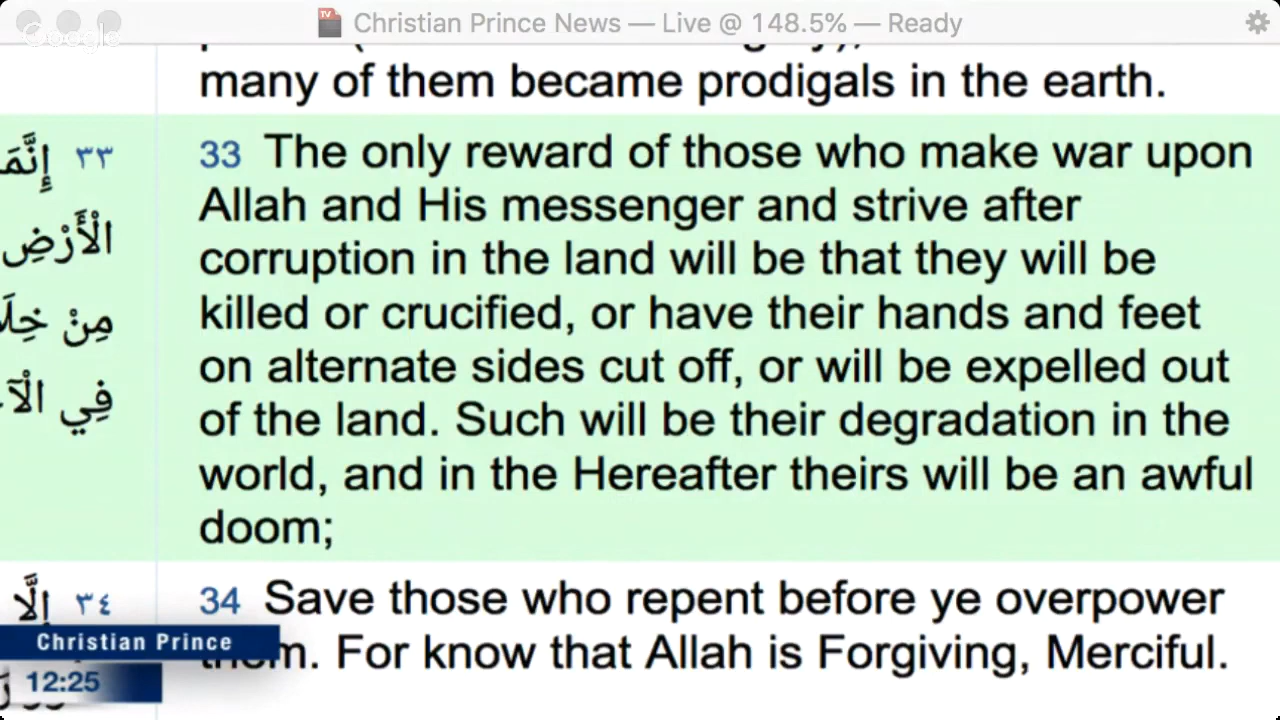 Christian Prince News — Live @ 148.5% — Ready
Google
many of them became prodigals in the earth.
٣٣ إِنَّمَ
33 The only reward of those who make war upon
الْأَرْضِ
Allah and His messenger and strive after
corruption in the land will be that they will be
مِنْ
killed or crucified, or have their hands and feet
فِي
on alternate sides cut off, or will be expelled out
of the land. Such will be their degradation in the
world, and in the Hereafter theirs will be an awful
doom;
٣٤ إِلَّا
34 Save those who repent before ye overpower
them. For know that Allah is Forgiving, Merciful.
Christian Prince
12:25